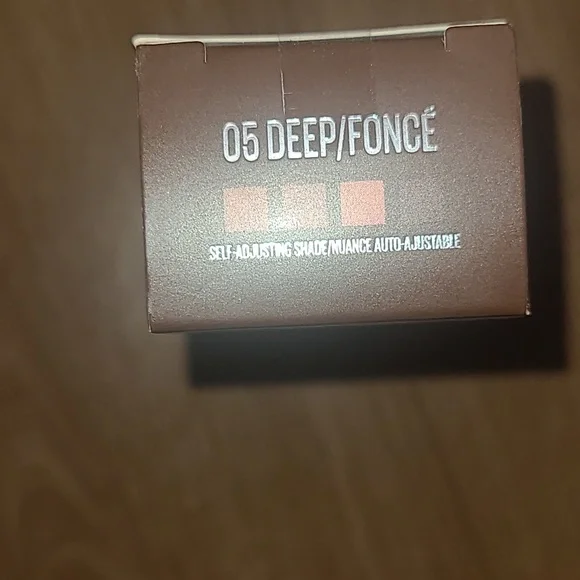 05 DEEP/FONCÉ
SELF-ADJUSTING SHADE/NUANCE AUTO-AJUSTABLE